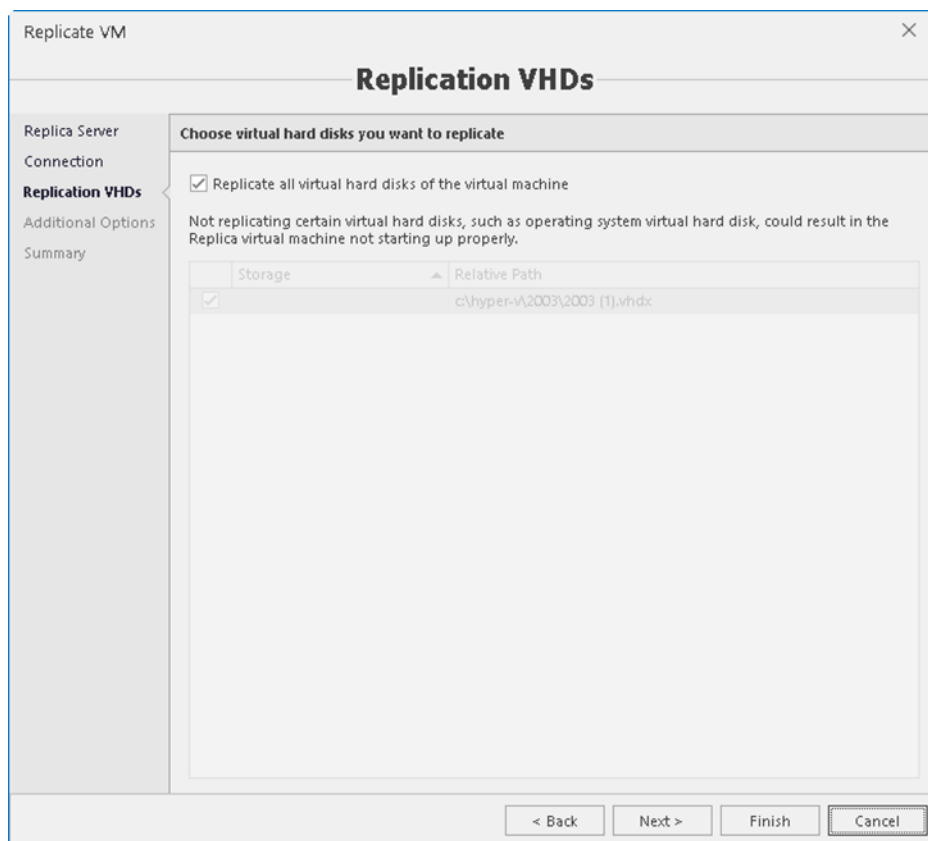 Replicate VM
Replication VHDs
Replica Server
Connection
Replication VHDs
Additional Options
Summary
Choose virtual hard disks you want to replicate
Replicate all virtual hard disks of the virtual machine
Not replicating certain virtual hard disks, such as operating system virtual hard disk, could result in the
Replica virtual machine not starting up properly.
Storage Relative Path
c:\hyper-v\2003\2003 (1).vhdx
< Back Next > Finish Cancel